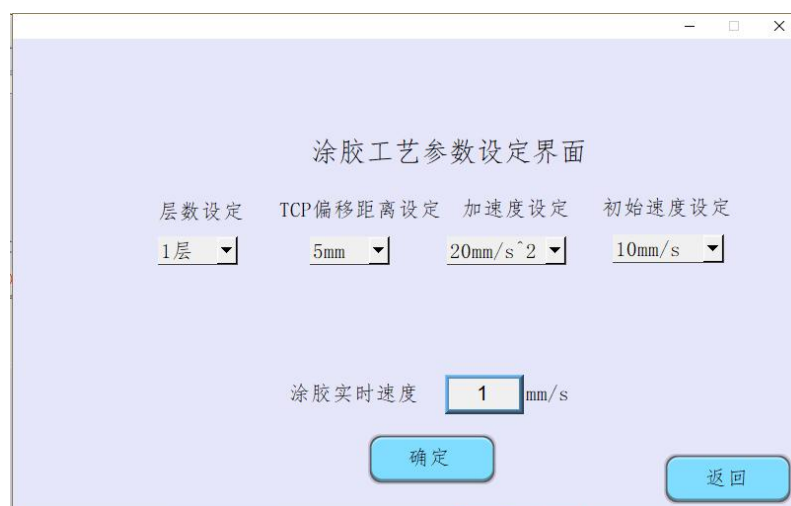 涂胶工艺参数设定界面
层数设定 TCP偏移距离设定 加速度设定 初始速度设定
1层 5mm 20mm/s^2 10mm/s
涂胶实时速度 1 mm/s
确定
返回